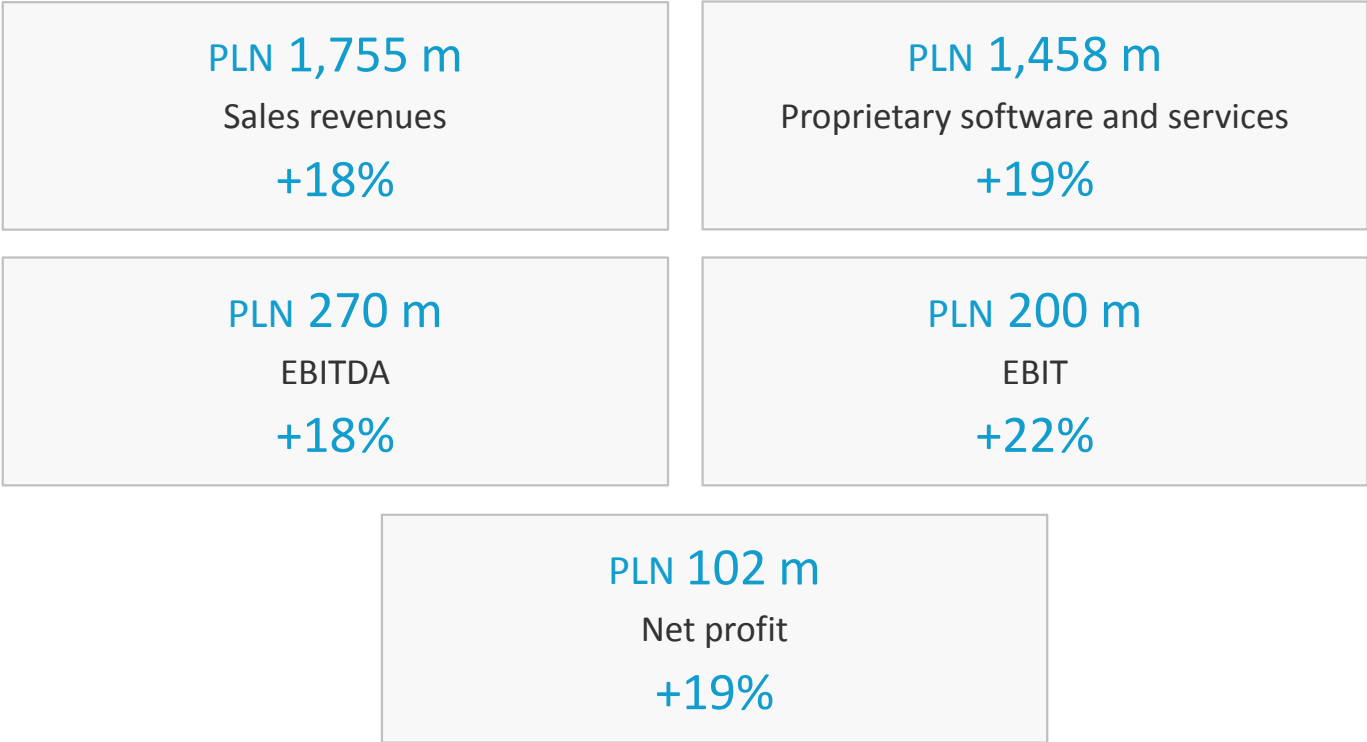 PLN 1,755 m
Sales revenues
+18%
PLN 1,458 m
Proprietary software and services
+19%
PLN 270 m
EBITDA
+18%
PLN 200 m
EBIT
+22%
PLN 102 m
Net profit
+19%